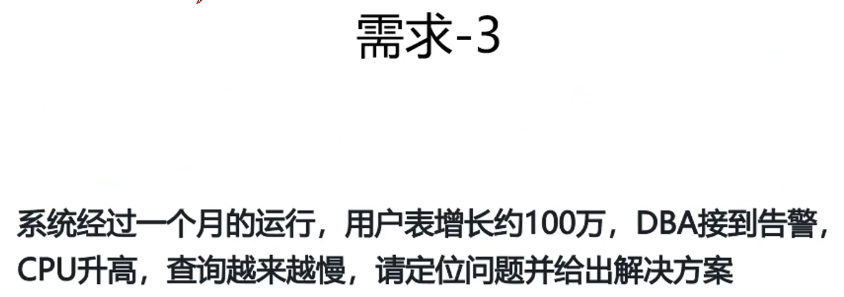 需求-3
系统经过一个月的运行，用户表增长约100万，DBA接到告警，
CPU升高，查询越来越慢，请定位问题并给出解决方案